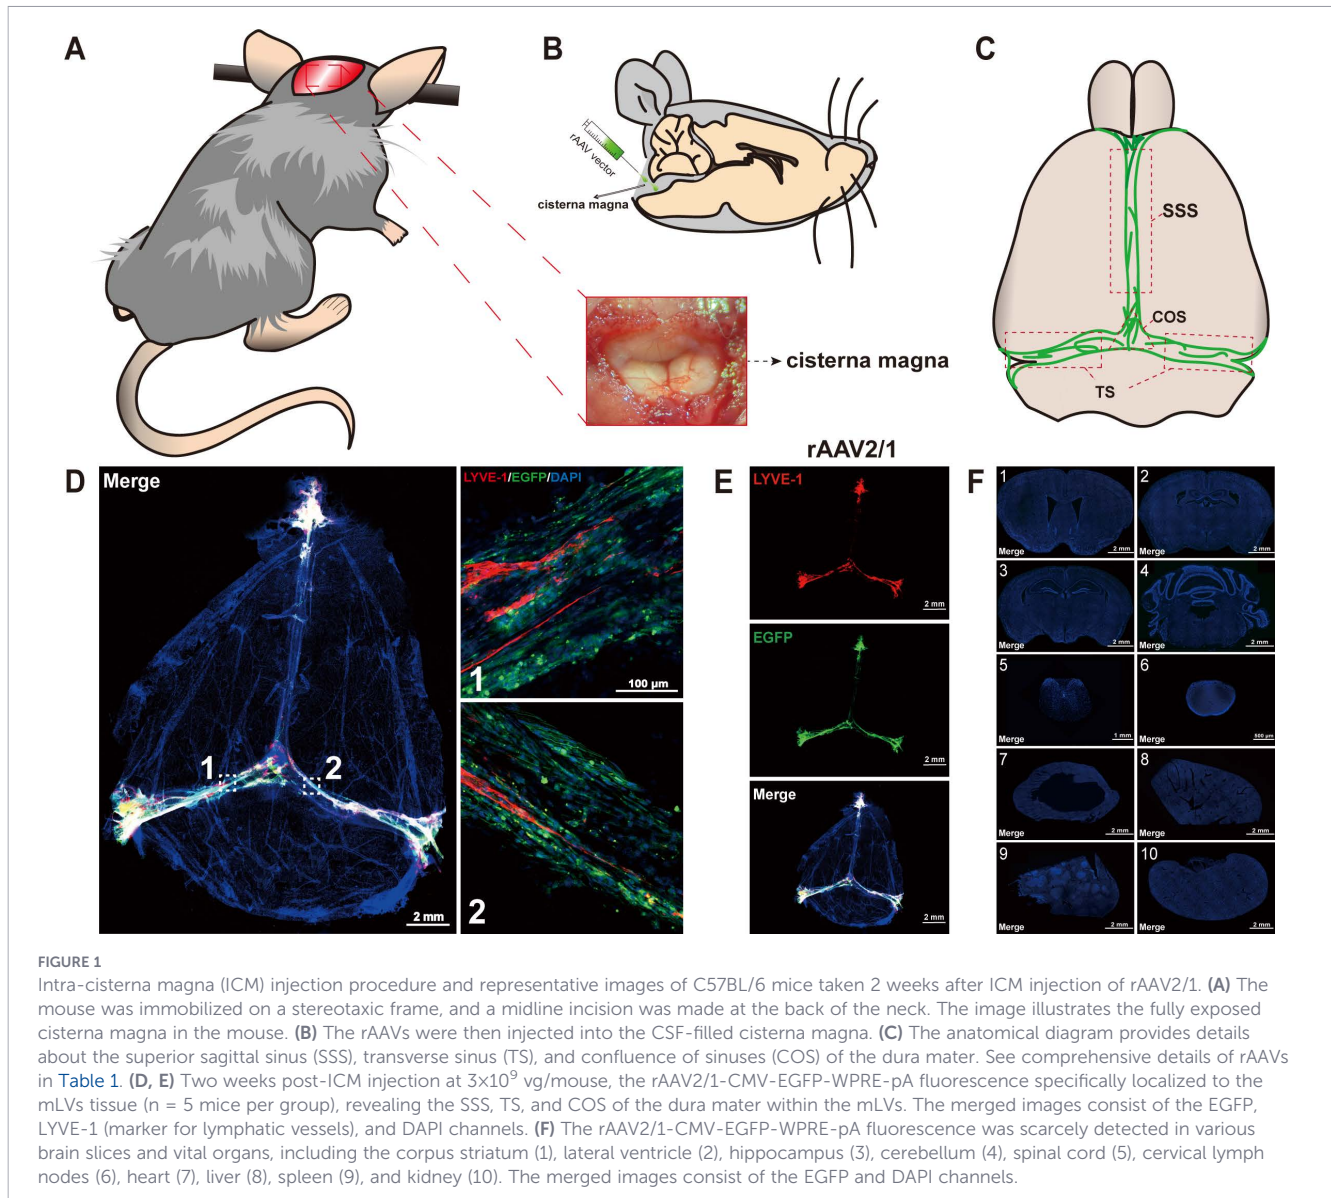 A
B
C
rAAV vector
cisterna magna
SSS
COS
TS
cisterna magna
rAAV2/1
D
Merge
1
2
2 mm
LYVE-1/EGFP/DAPI
1
100 µm
2
E
LYVE-1
2 mm
EGFP
2 mm
Merge
2 mm
F
1
Merge
2 mm
2
Merge
2 mm
3
Merge
2 mm
4
Merge
2 mm
5
Merge
1 mm
6
Merge
500 µm
7
Merge
2 mm
8
Merge
2 mm
9
Merge
2 mm
10
Merge
2 mm
FIGURE 1
Intra-cisterna magna (ICM) injection procedure and representative images of C57BL/6 mice taken 2 weeks after ICM injection of rAAV2/1. (A) The
mouse was immobilized on a stereotaxic frame, and a midline incision was made at the back of the neck. The image illustrates the fully exposed
cisterna magna in the mouse. (B) The rAAVs were then injected into the CSF-filled cisterna magna. (C) The anatomical diagram provides details
about the superior sagittal sinus (SSS), transverse sinus (TS), and confluence of sinuses (COS) of the dura mater. See comprehensive details of rAAVs
in Table 1. (D, E) Two weeks post-ICM injection at 3×10⁹ vg/mouse, the rAAV2/1-CMV-EGFP-WPRE-pA fluorescence specifically localized to the
mLVs tissue (n = 5 mice per group), revealing the SSS, TS, and COS of the dura mater within the mLVs. The merged images consist of the EGFP,
LYVE-1 (marker for lymphatic vessels), and DAPI channels. (F) The rAAV2/1-CMV-EGFP-WPRE-pA fluorescence was scarcely detected in various
brain slices and vital organs, including the corpus striatum (1), lateral ventricle (2), hippocampus (3), cerebellum (4), spinal cord (5), cervical lymph
nodes (6), heart (7), liver (8), spleen (9), and kidney (10). The merged images consist of the EGFP and DAPI channels.